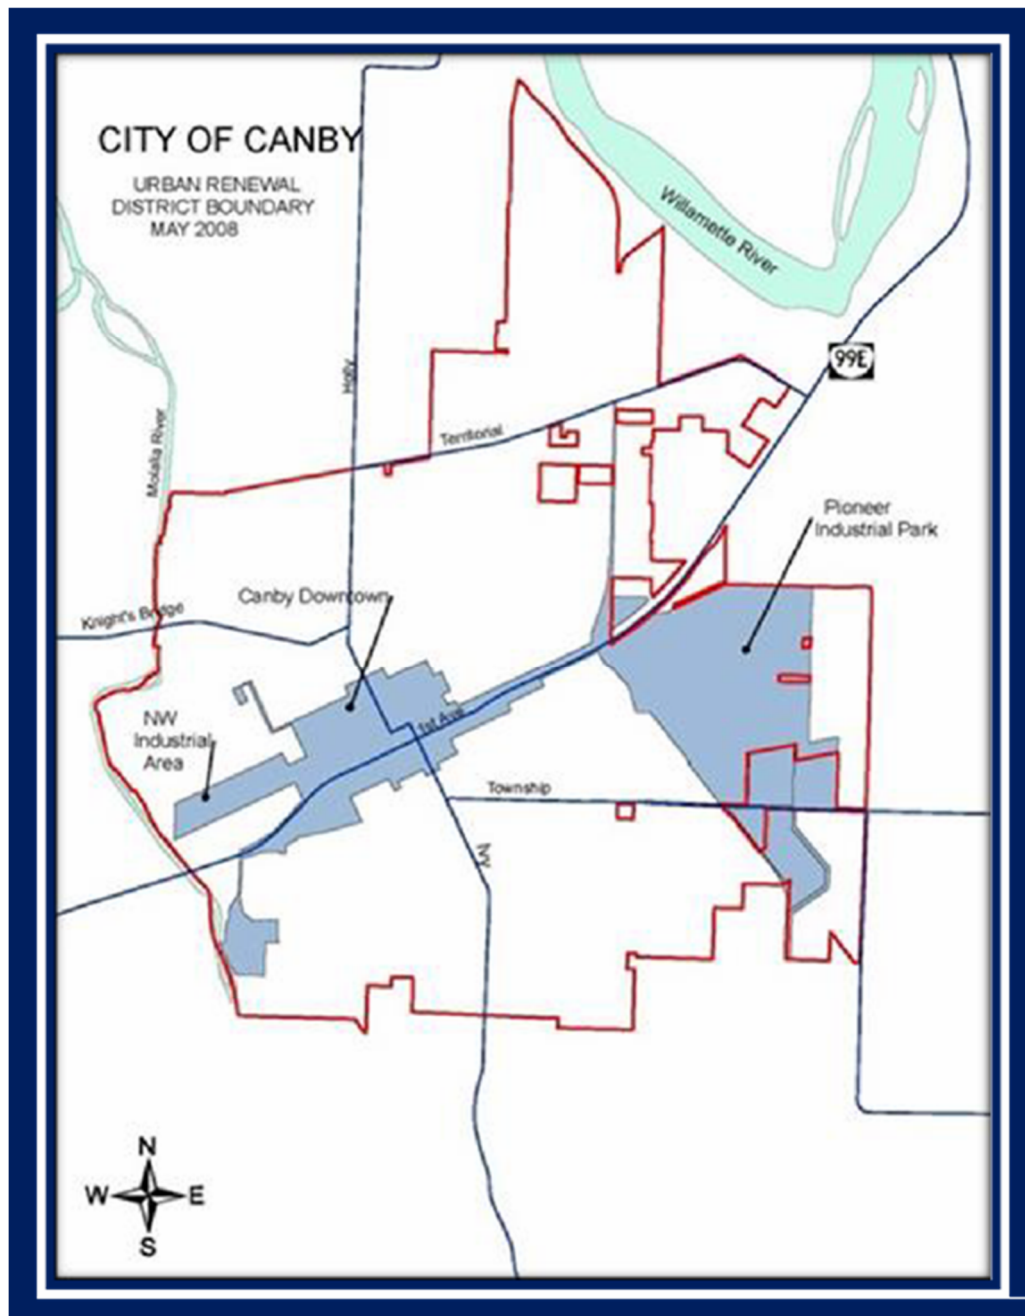 CITY OF CANBY
URBAN RENEWAL
DISTRICT BOUNDARY
MAY 2008
Willamette River
99E
Holly
Territorial
Molalla River
Pioneer
Industrial Park
Canby Downtown
Knight's Bridge
NW
Industrial
Area
1st Ave
Township
Ivy
N
W
E
S